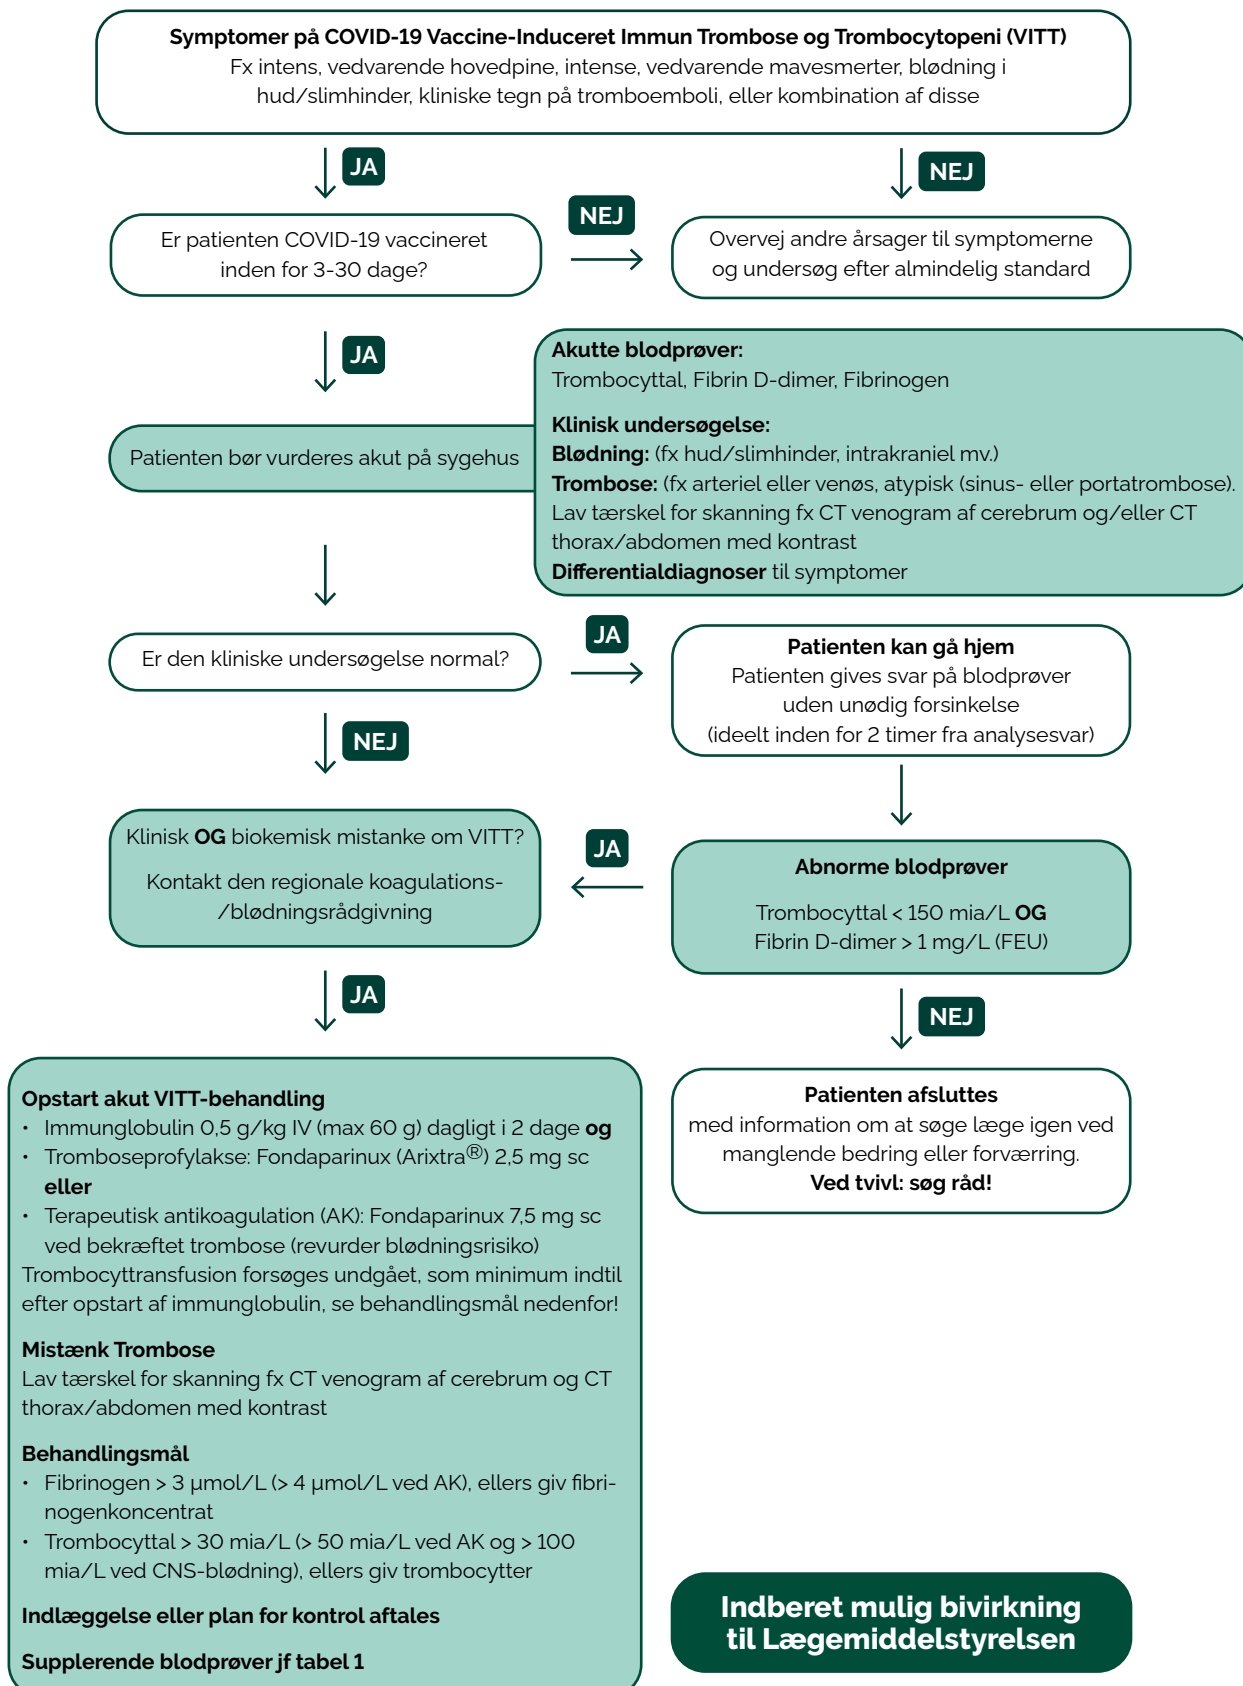 Symptomer på COVID-19 Vaccine-Induceret Immun Trombose og Trombocytopeni (VITT)
Fx intens, vedvarende hovedpine, intense, vedvarende mavesmerter, blødning i
hud/slimhinder, kliniske tegn på tromboemboli, eller kombination af disse
JA
NEJ
Er patienten COVID-19 vaccineret
inden for 3-30 dage?
NEJ
Overvej andre årsager til symptomerne
og undersøg efter almindelig standard
JA
Patienten bør vurderes akut på sygehus
Akutte blodprøver:
Trombocyttal, Fibrin D-dimer, Fibrinogen
Klinisk undersøgelse:
Blødning: (fx hud/slimhinder, intrakraniel mv.)
Trombose: (fx arteriel eller venøs, atypisk (sinus- eller portatrombose).
Lav tærskel for skanning fx CT venogram af cerebrum og/eller CT
thorax/abdomen med kontrast
Differentialdiagnoser til symptomer
Er den kliniske undersøgelse normal?
JA
Patienten kan gå hjem
Patienten gives svar på blodprøver
uden unødig forsinkelse
(ideelt inden for 2 timer fra analysesvar)
NEJ
Klinisk OG biokemisk mistanke om VITT?
Kontakt den regionale koagulations-
/blødningsrådgivning
JA
Abnorme blodprøver
Trombocyttal < 150 mia/L OG
Fibrin D-dimer > 1 mg/L (FEU)
JA
NEJ
Opstart akut VITT-behandling
• Immunglobulin 0,5 g/kg IV (max 60 g) dagligt i 2 dage og
• Tromboseprofylakse: Fondaparinux (Arixtra®) 2,5 mg sc
eller
• Terapeutisk antikoagulation (AK): Fondaparinux 7,5 mg sc
ved bekræftet trombose (revurder blødningsrisiko)
Trombocyttransfusion forsøges undgået, som minimum indtil
efter opstart af immunglobulin, se behandlingsmål nedenfor!
Mistænk Trombose
Lav tærskel for skanning fx CT venogram af cerebrum og CT
thorax/abdomen med kontrast
Behandlingsmål
• Fibrinogen > 3 µmol/L (> 4 µmol/L ved AK), ellers giv fibri-
nogenkoncentrat
• Trombocyttal > 30 mia/L (> 50 mia/L ved AK og > 100
mia/L ved CNS-blødning), ellers giv trombocytter
Indlæggelse eller plan for kontrol aftales
Supplerende blodprøver jf tabel 1
Patienten afsluttes
med information om at søge læge igen ved
manglende bedring eller forværring.
Ved tvivl: søg råd!
Indberet mulig bivirkning
til Lægemiddelstyrelsen